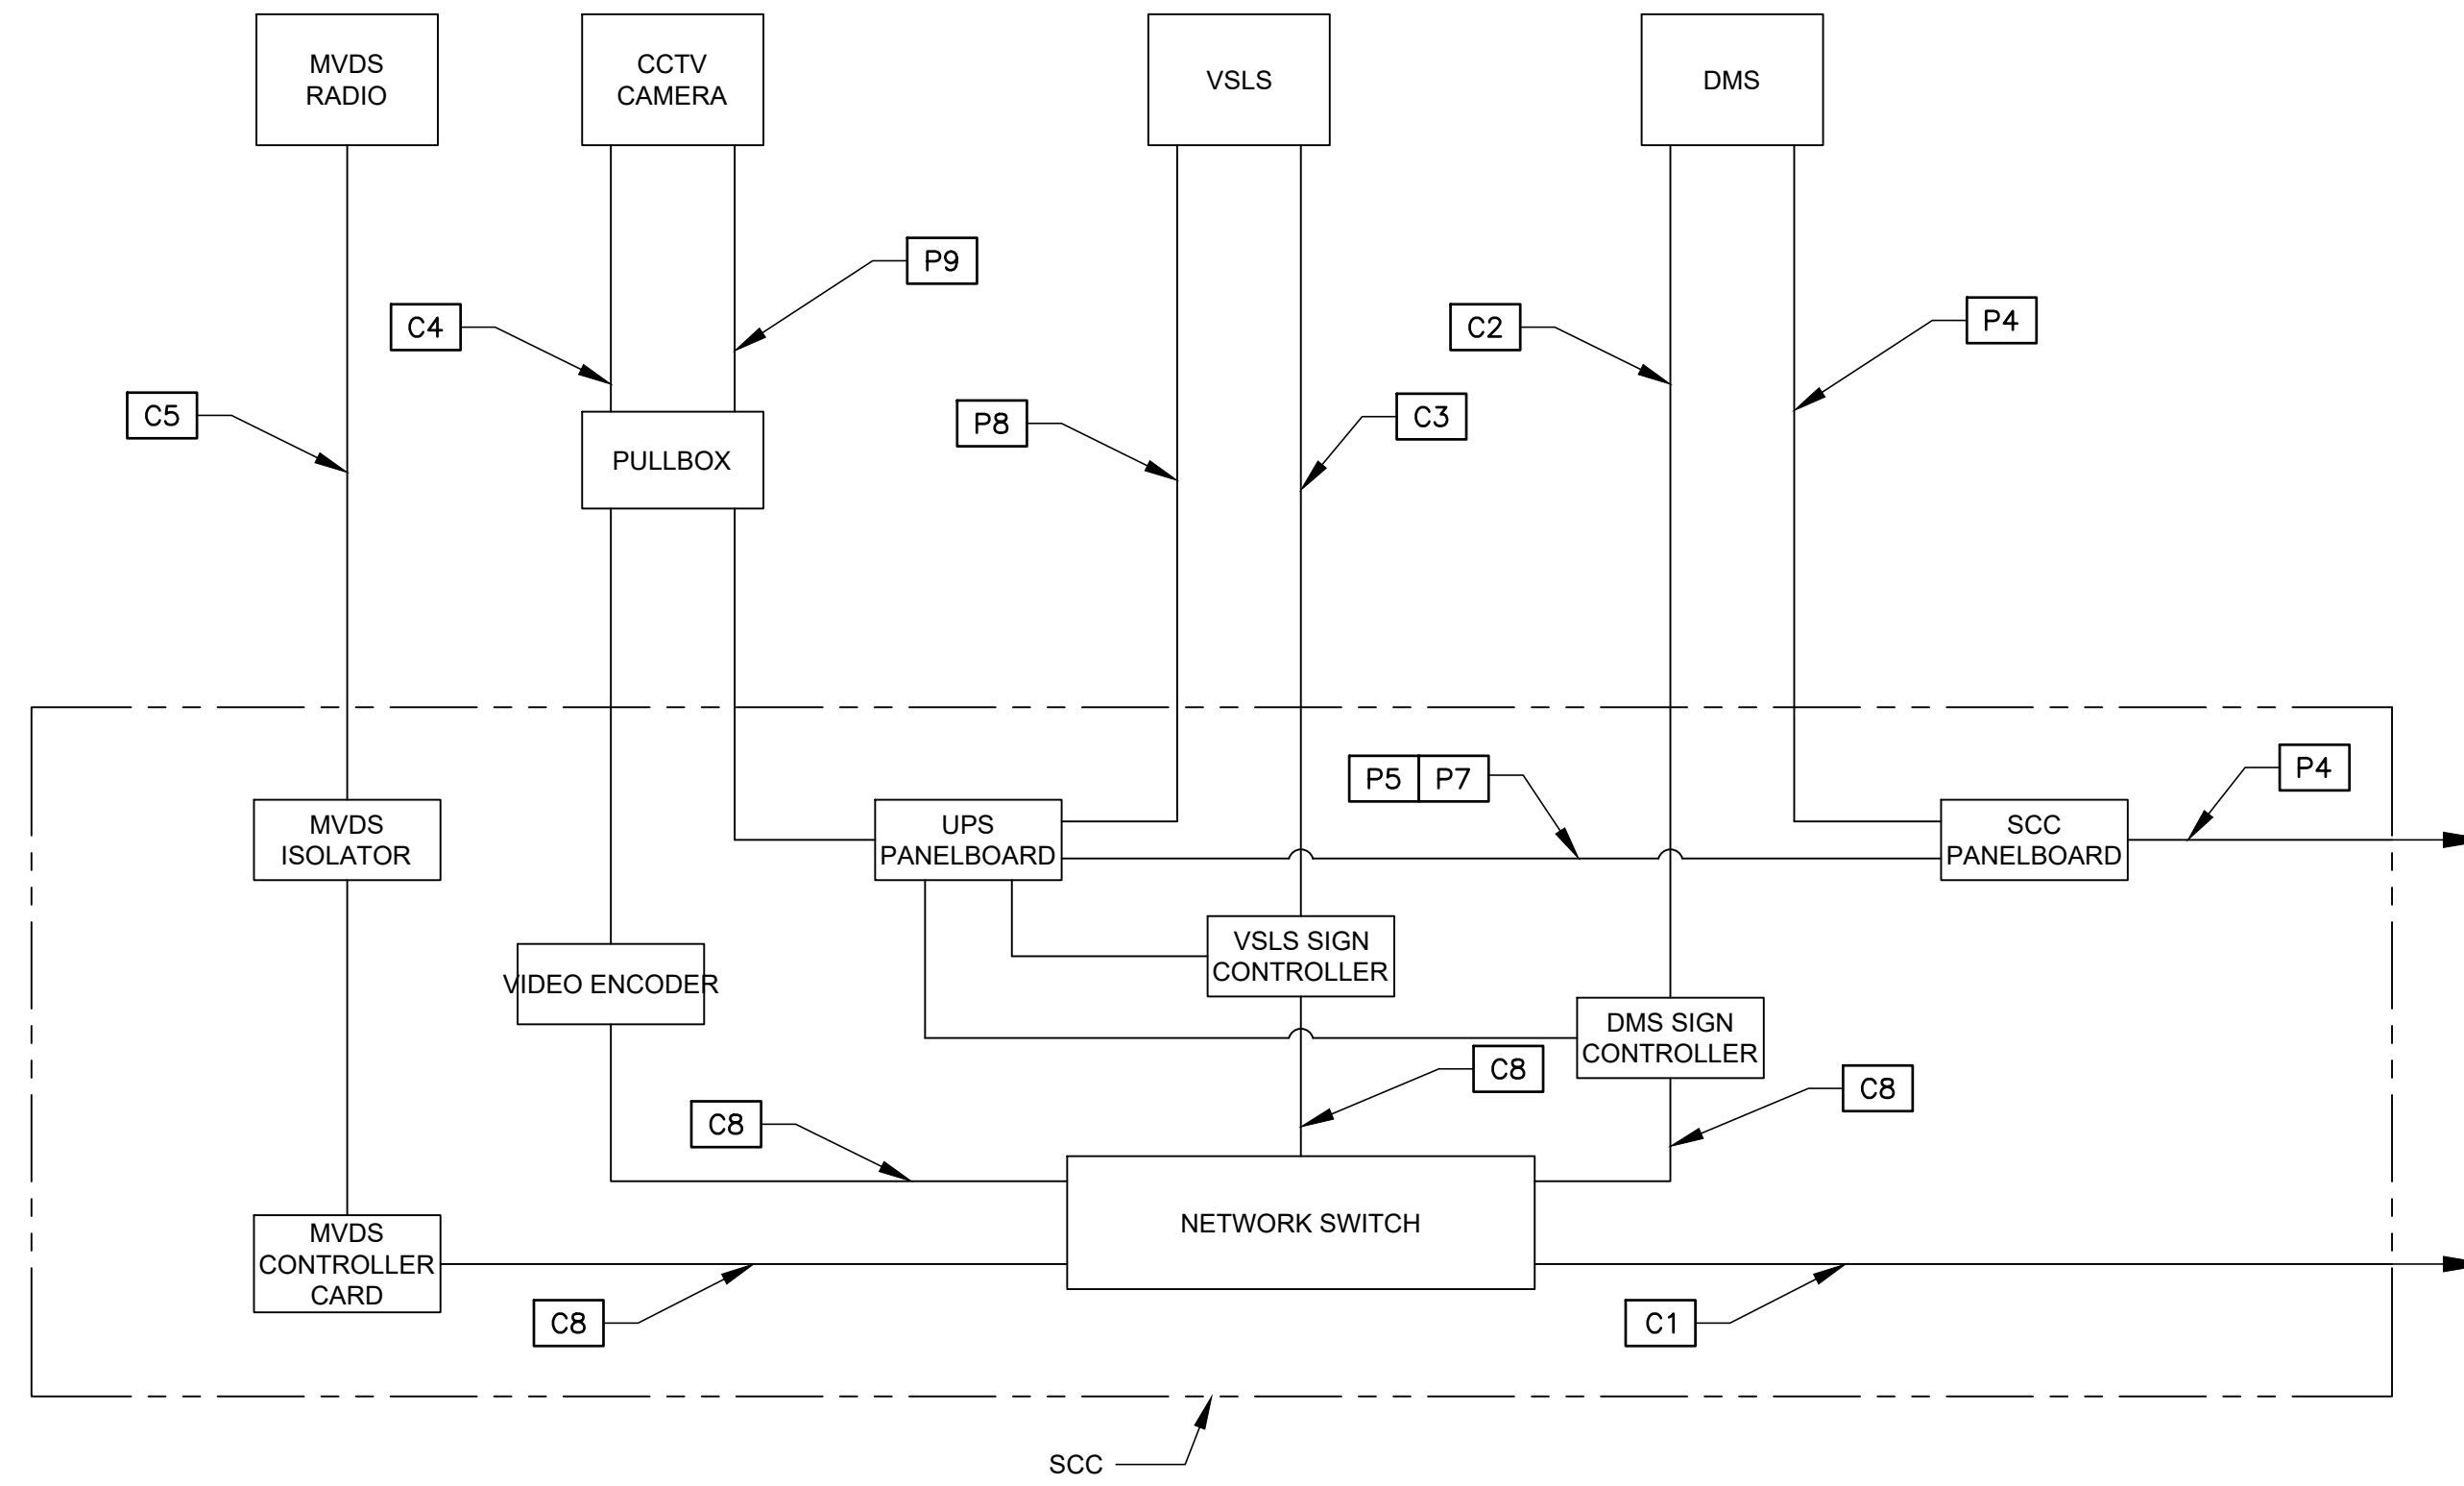 MVDS
RADIO
CCTV
CAMERA
VSLS
DMS
P9
C4
C2
P4
C5
P8
C3
PULLBOX
P5 P7
P4
MVDS
ISOLATOR
UPS
PANELBOARD
SCC
PANELBOARD
VIDEO ENCODER
VSLS SIGN
CONTROLLER
DMS SIGN
CONTROLLER
C8
C8
C8
NETWORK SWITCH
MVDS
CONTROLLER
CARD
C8
C1
SCC